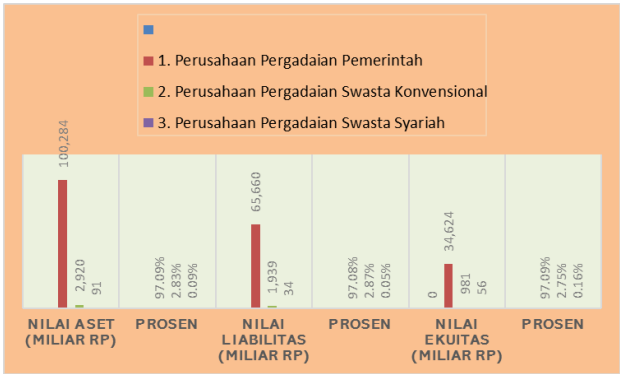 1. Perusahaan Pergadaian Pemerintah
2. Perusahaan Pergadaian Swasta Konvensional
3. Perusahaan Pergadaian Swasta Syariah
100,284
2,920
91
97.09%
2.83%
0.09%
65,660
1,939
34
97.08%
2.87%
0.05%
0
34,624
981
56
97.09%
2.75%
0.16%
NILAI ASET
(MILIAR RP)
PROSEN
NILAI
LIABILITAS
(MILIAR RP)
PROSEN
NILAI
EKUITAS
(MILIAR RP)
PROSEN